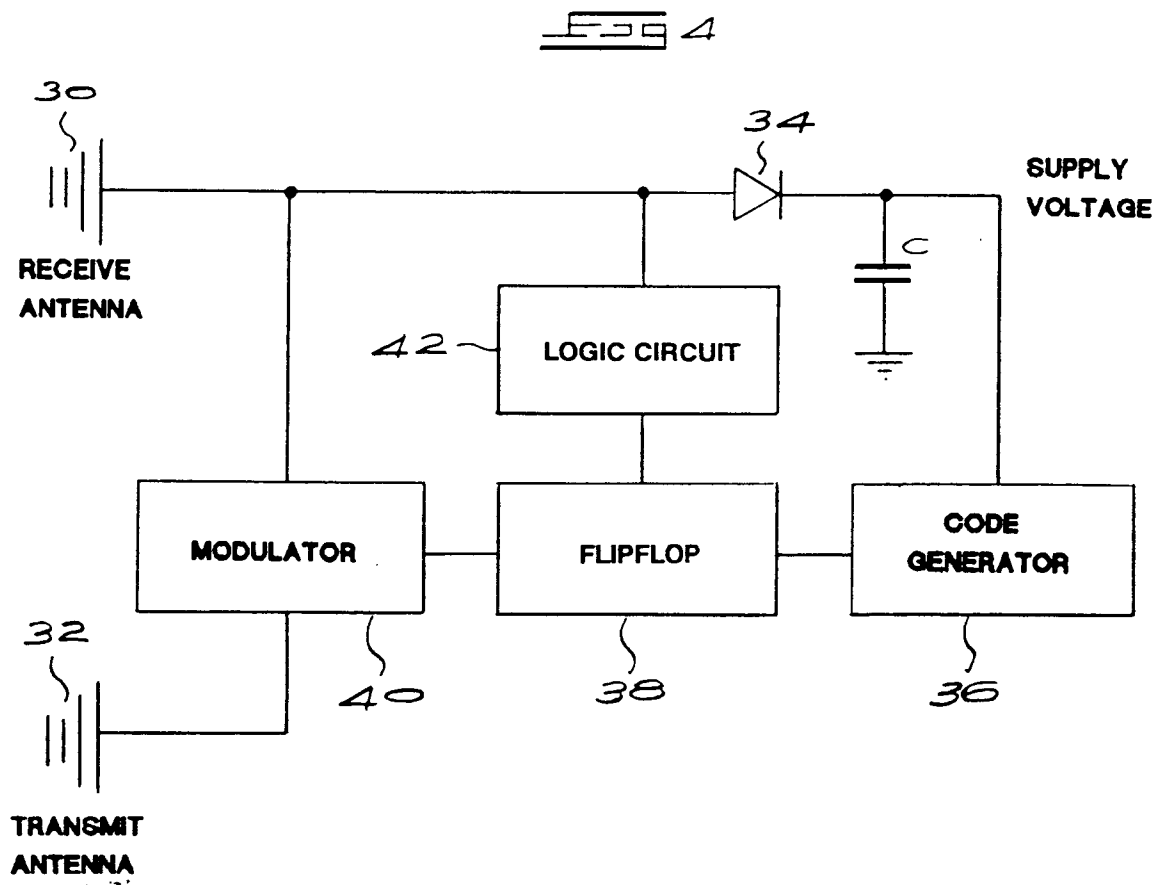 Fig 4
30
34
SUPPLY
VOLTAGE
C
RECEIVE
ANTENNA
42
LOGIC CIRCUIT
MODULATOR
FLIPFLOP
CODE
GENERATOR
32
40
38
36
TRANSMIT
ANTENNA